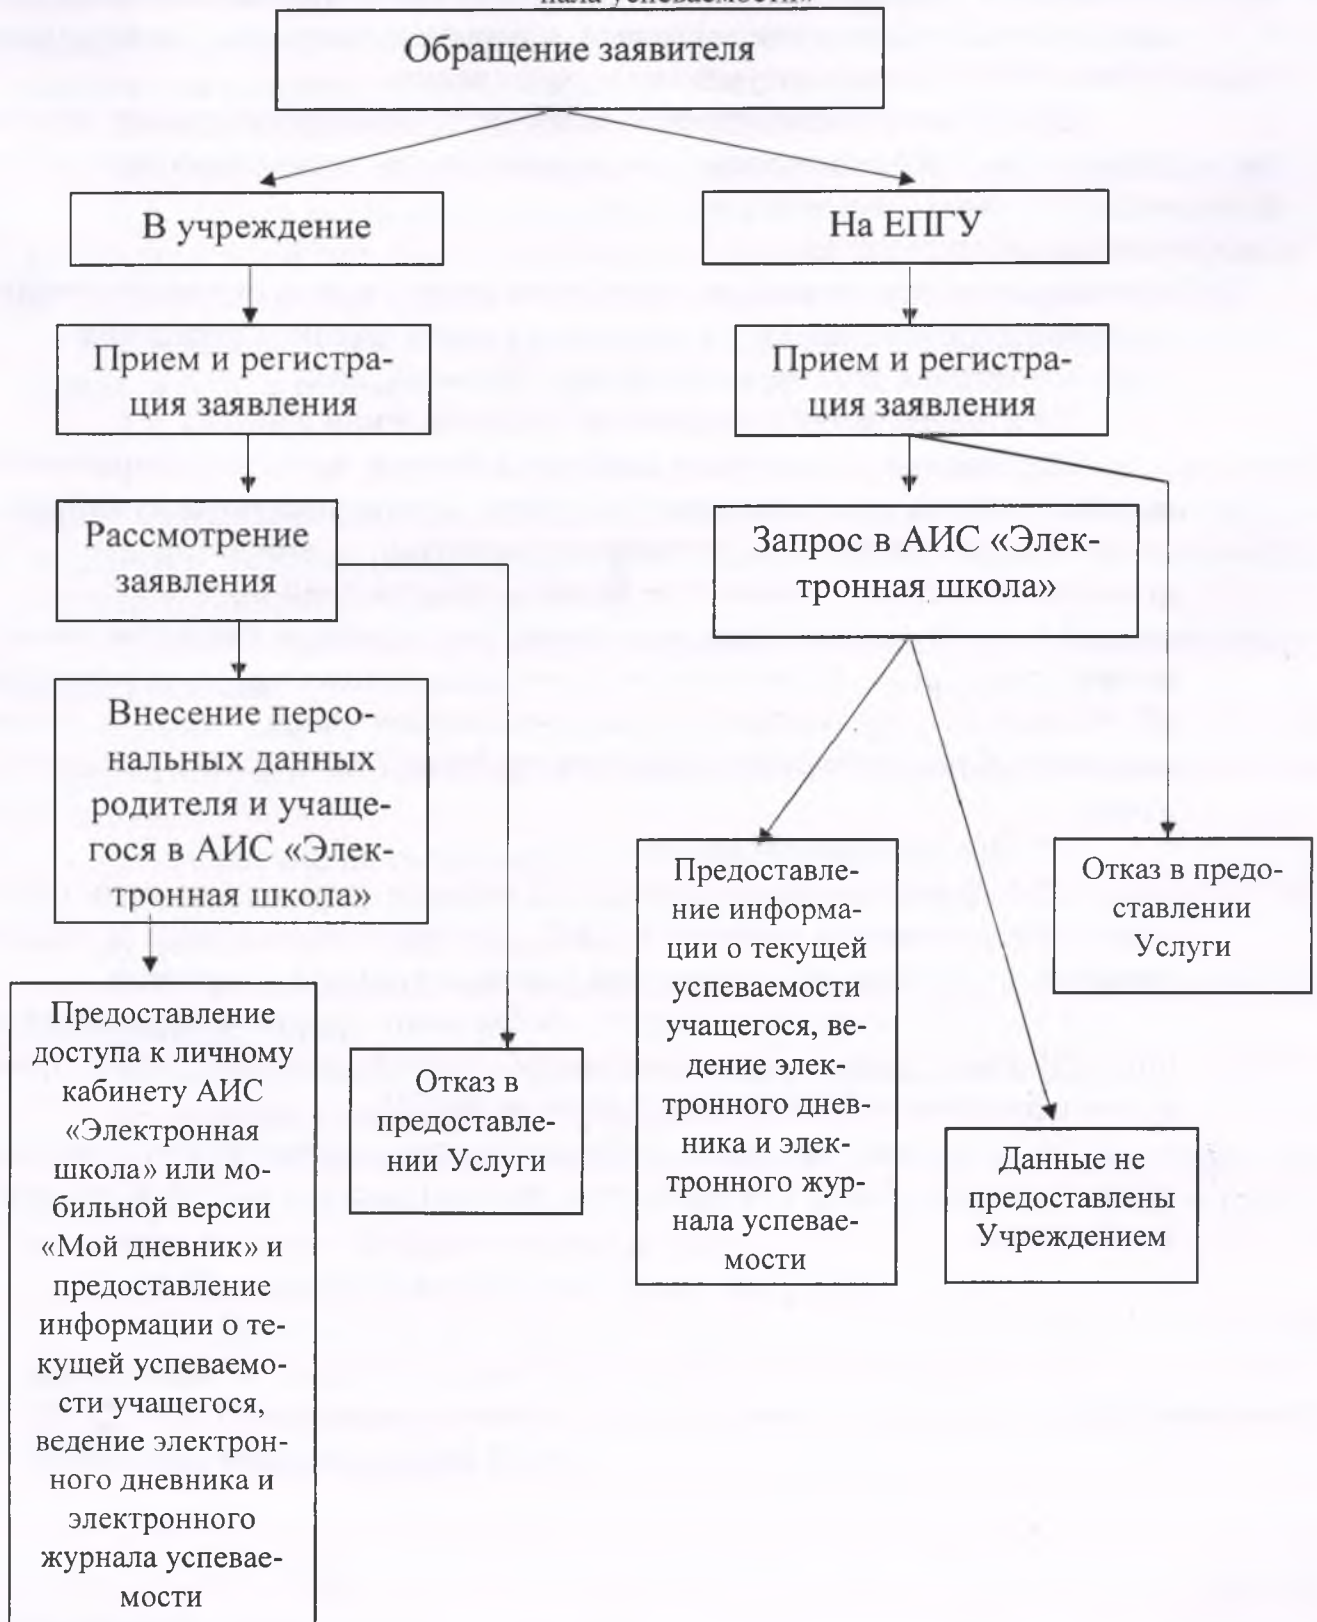 нала успеваемости»
Обращение заявителя
В учреждение
На ЕПГУ
Прием и регистра-
ция заявления
Прием и регистра-
ция заявления
Рассмотрение
заявления
Запрос в АИС «Элек-
тронная школа»
Внесение персо-
нальных данных
родителя и учаще-
гося в АИС «Элек-
тронная школа»
Предоставле-
ние информа-
ции о текущей
успеваемости
учащегося, ве-
дение элек-
тронного днев-
ника и элек-
тронного жур-
нала успевае-
мости
Отказ в предо-
ставлении
Услуги
Предоставление
доступа к личному
кабинету АИС
«Электронная
школа» или мо-
бильной версии
«Мой дневник» и
предоставление
информации о те-
кущей успеваемо-
сти учащегося,
ведение электрон-
ного дневника и
электронного
журнала успевае-
мости
Отказ в
предоставле-
нии Услуги
Данные не
предоставлены
Учреждением